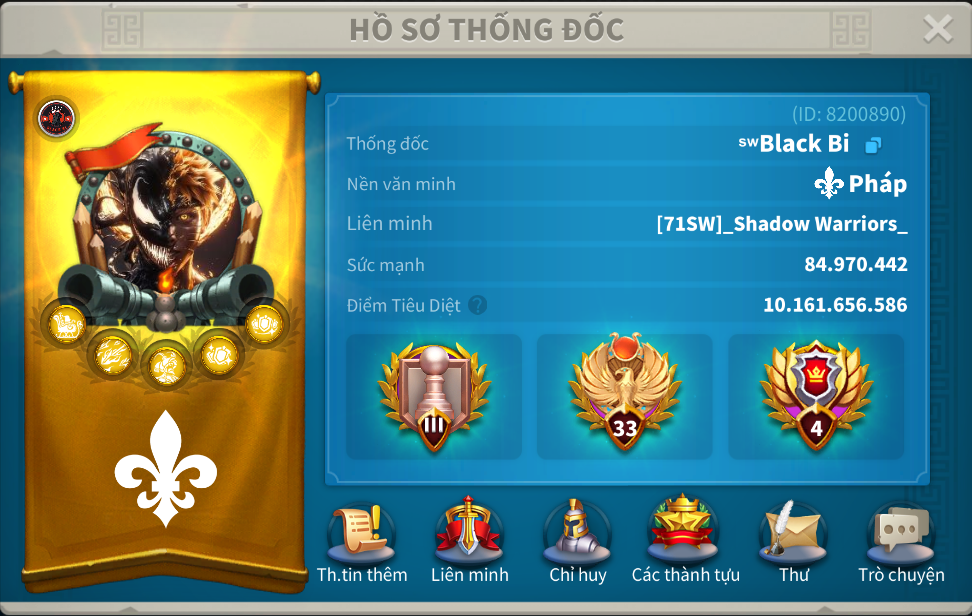 HỒ SƠ THỐNG ĐỐC
(ID: 8200890)
Thống đốc ˢᵂBlack Bi
Nền văn minh Pháp
Liên minh [71SW]_Shadow Warriors_
Sức mạnh 84.970.442
Điểm Tiêu Diệt ? 10.161.656.586
III 33 4
Th.tin thêm Liên minh Chỉ huy Các thành tựu Thư Trò chuyện